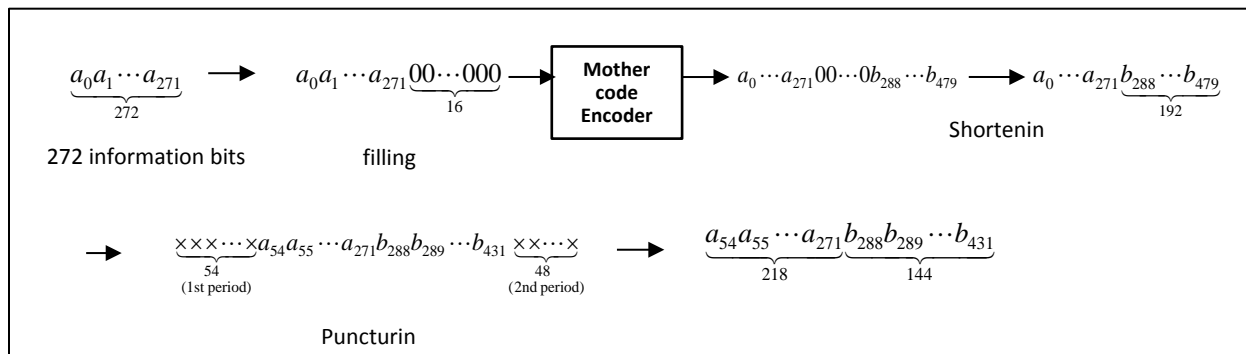 a₀a₁⋯a₂₇₁ a₀a₁⋯a₂₇₁00⋯000 Mother code Encoder a₀⋯a₂₇₁00⋯0b₂₈₈⋯b₄₇₉ a₀⋯a₂₇₁b₂₈₈⋯b₄₇₉
272 16 192
272 information bits filling Shortenin
×××⋯×a₅₄a₅₅⋯a₂₇₁b₂₈₈b₂₈₉⋯b₄₃₁ ××⋯× a₅₄a₅₅⋯a₂₇₁b₂₈₈b₂₈₉⋯b₄₃₁
54 48 218 144
(1st period) (2nd period)
Puncturin